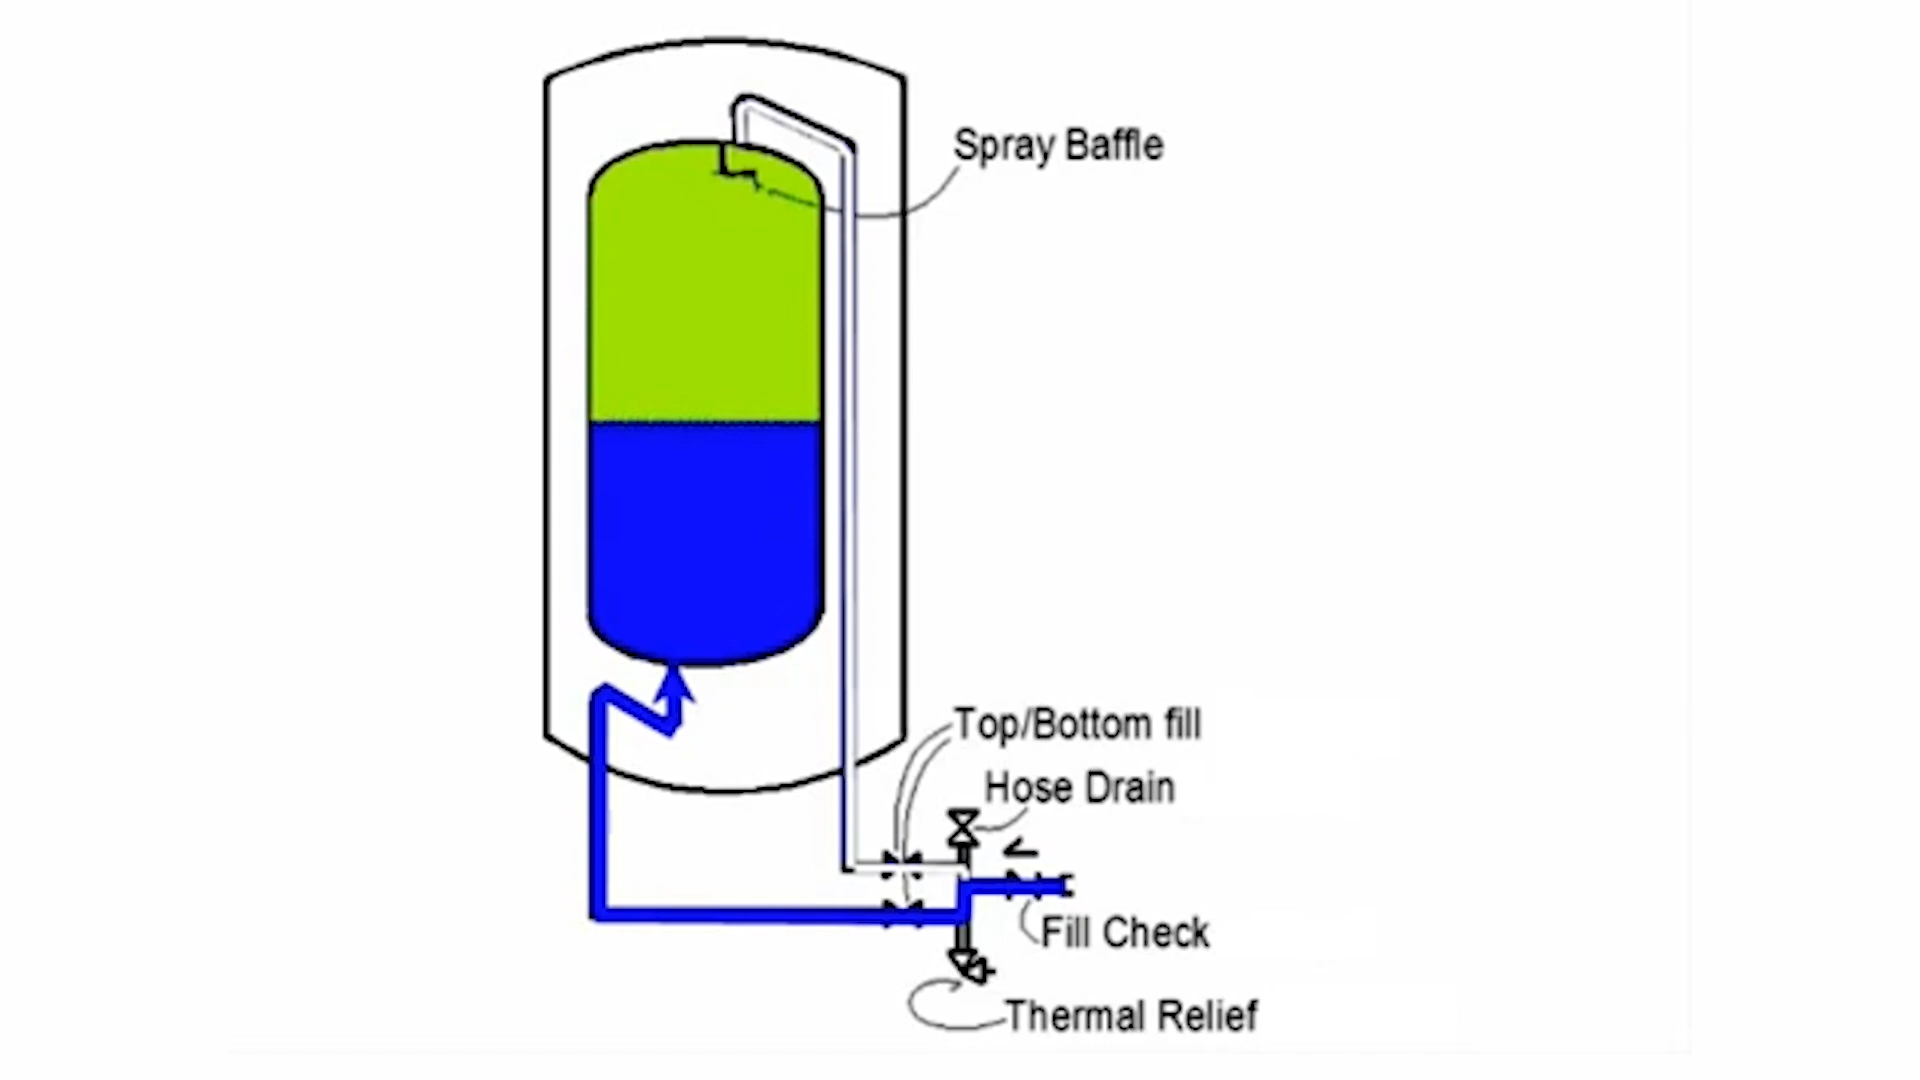 Spray Baffle
Top/Bottom fill
Hose Drain
Fill Check
Thermal Relief